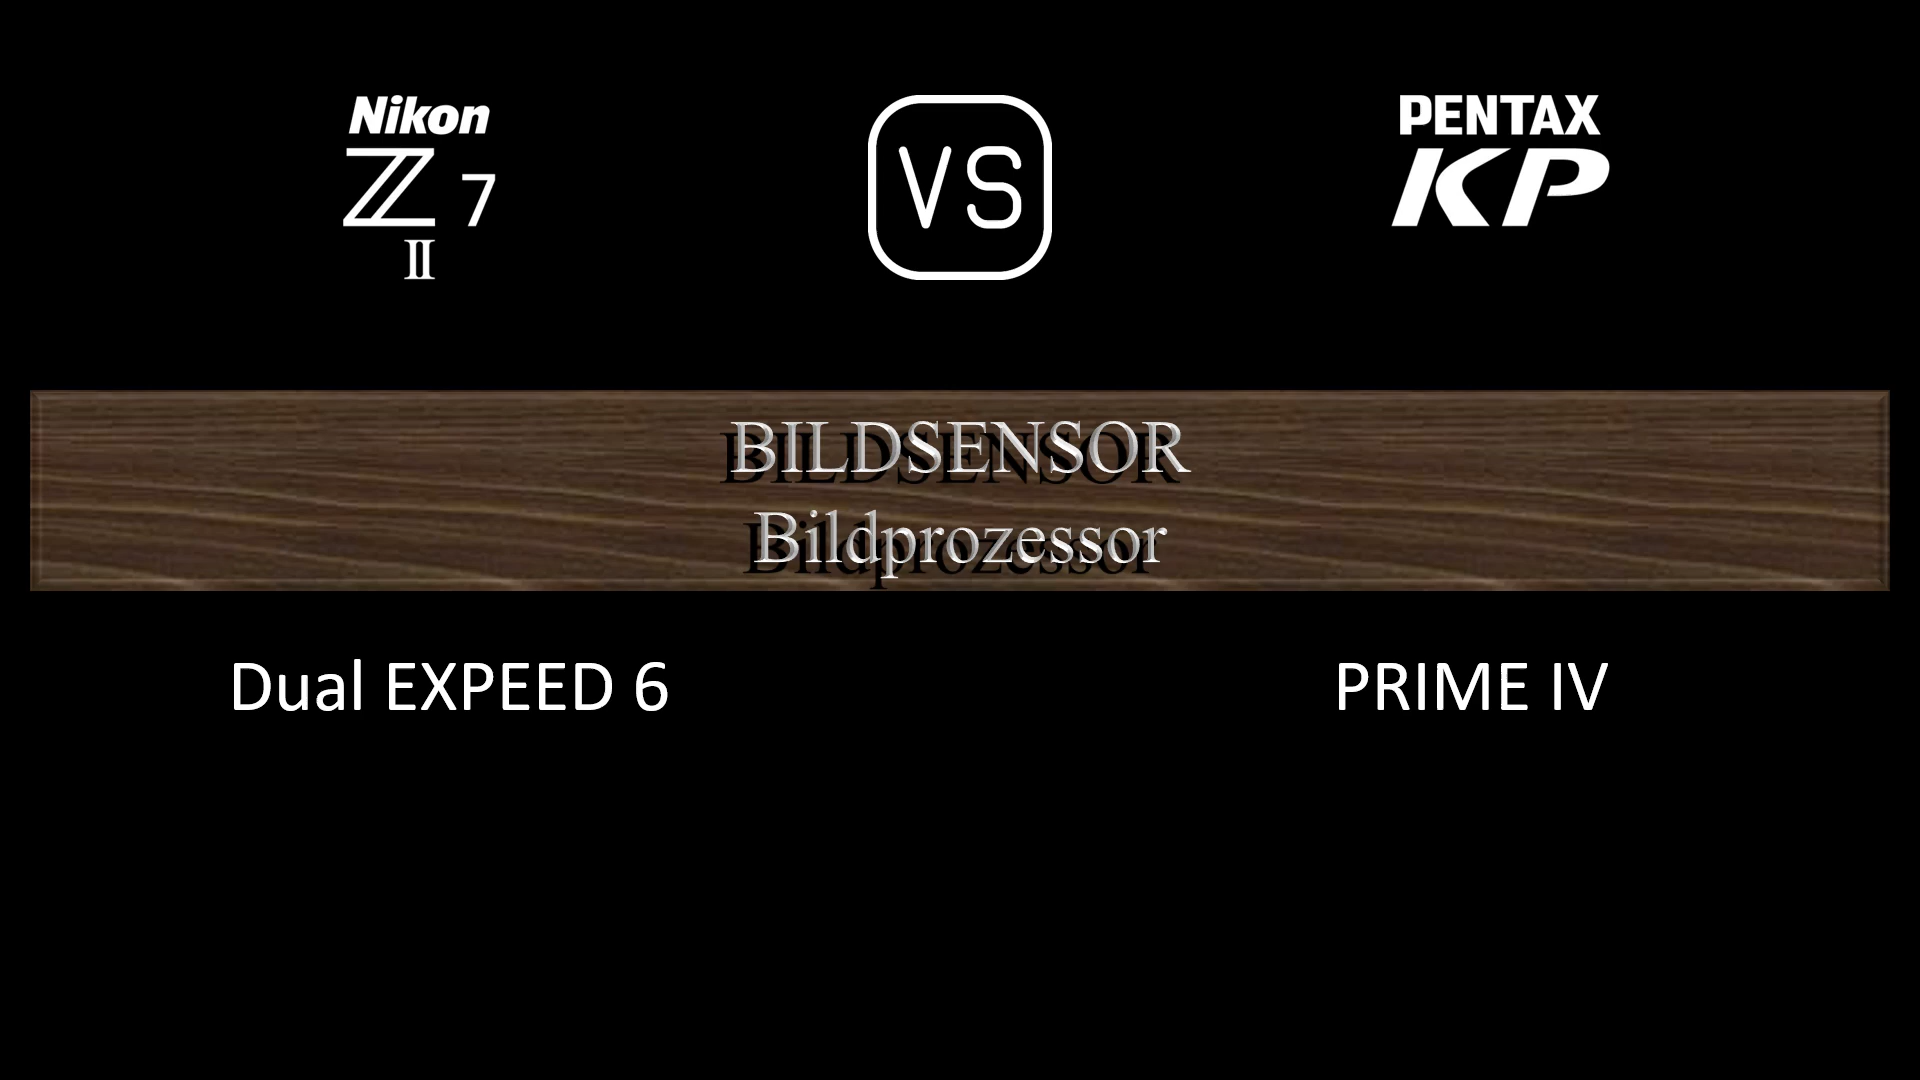 Nikon
Z 7
II
VS
PENTAX
KP
BILDSENSOR
Bildprozessor
Dual EXPEED 6
PRIME IV